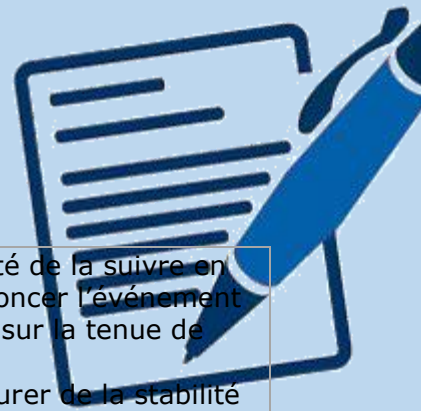 té de la suivre en
oncer l’événement
sur la tenue de
urer de la stabilité